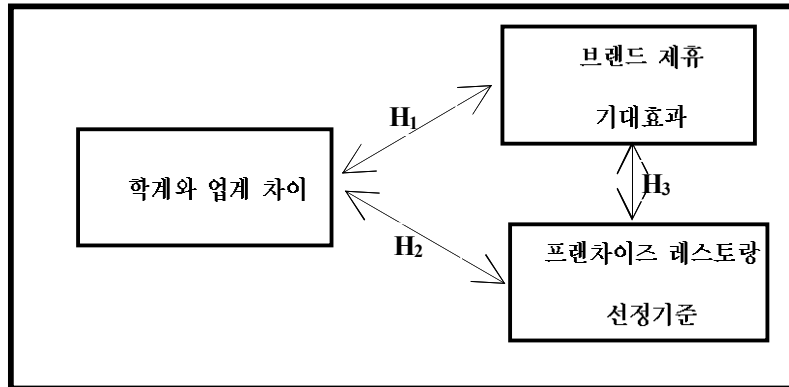 브랜드 제휴
기대효과
H₁
학계와 업계 차이
H₃
H₂
프랜차이즈 레스토랑
선정기준